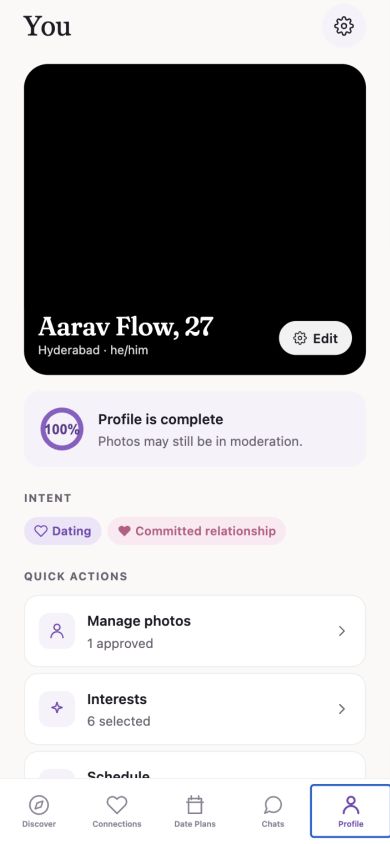 You
Aarav Flow, 27
Hyderabad · he/him
Edit
100%
Profile is complete
Photos may still be in moderation.
INTENT
Dating
Committed relationship
QUICK ACTIONS
Manage photos
1 approved
Interests
6 selected
Schedule
Discover
Connections
Date Plans
Chats
Profile